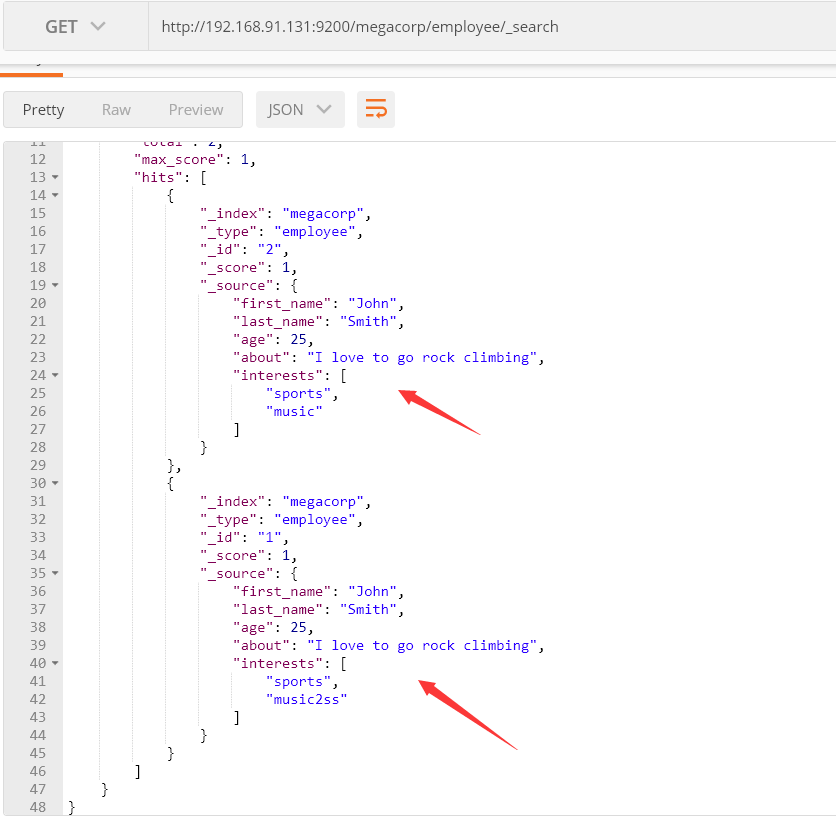 GET http://192.168.91.131:9200/megacorp/employee/_search
Pretty Raw Preview JSON
11 "total": 2,
12 "max_score": 1,
13 "hits": [
14 {
15 "_index": "megacorp",
16 "_type": "employee",
17 "_id": "2",
18 "_score": 1,
19 "_source": {
20 "first_name": "John",
21 "last_name": "Smith",
22 "age": 25,
23 "about": "I love to go rock climbing",
24 "interests": [
25 "sports",
26 "music"
27 ]
28 }
29 },
30 {
31 "_index": "megacorp",
32 "_type": "employee",
33 "_id": "1",
34 "_score": 1,
35 "_source": {
36 "first_name": "John",
37 "last_name": "Smith",
38 "age": 25,
39 "about": "I love to go rock climbing",
40 "interests": [
41 "sports",
42 "music2ss"
43 ]
44 }
45 }
46 ]
47 }
48 }